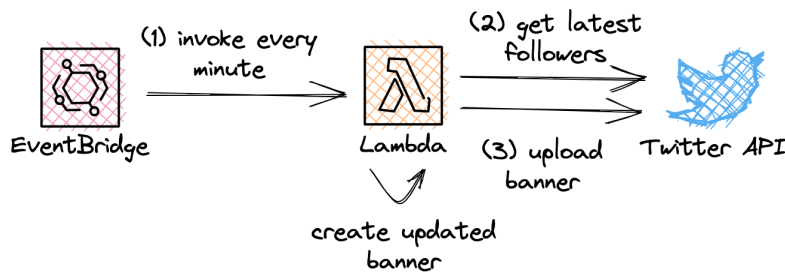 (1) invoke every
minute
(2) get latest
followers
EventBridge
Lambda
Twitter API
(3) upload
banner
create updated
banner